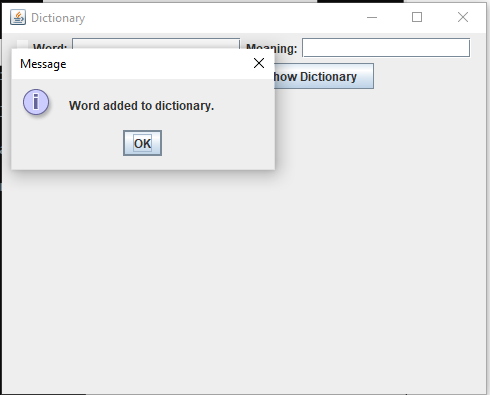 Dictionary
Word: Meaning:
Message
how Dictionary
Word added to dictionary.
OK